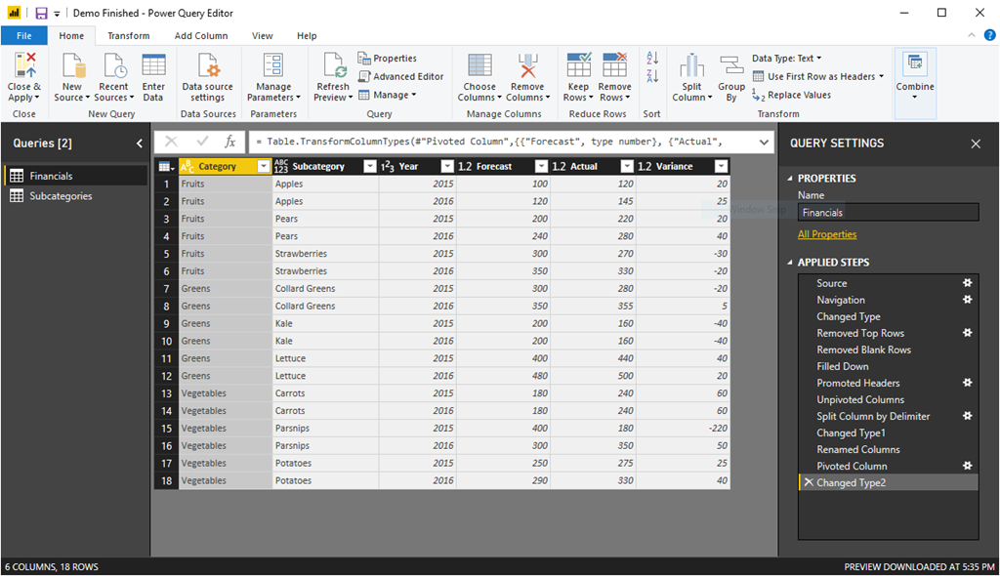 Demo Finished - Power Query Editor
File Home Transform Add Column View Help
Close & Apply
New Source
Recent Sources
Enter Data
Data source settings
Manage Parameters
Refresh Preview
Properties
Advanced Editor
Manage
Choose Columns
Remove Columns
Keep Rows
Remove Rows
Split Column
Group By
Data Type: Text
Use First Row as Headers
Replace Values
Combine
Close New Query Data Sources Parameters Query Manage Columns Reduce Rows Sort Transform
Queries [2]
Financials
Subcategories
fx = Table.TransformColumnTypes(#"Pivoted Column",{{"Forecast", type number}, {"Actual",
Category Subcategory Year Forecast Actual Variance
1 Fruits Apples 2015 100 120 20
2 Fruits Apples 2016 120 145 25
3 Fruits Pears 2015 200 220 20
4 Fruits Pears 2016 240 280 40
5 Fruits Strawberries 2015 300 270 -30
6 Fruits Strawberries 2016 350 330 -20
7 Greens Collard Greens 2015 300 280 -20
8 Greens Collard Greens 2016 350 355 5
9 Greens Kale 2015 200 160 -40
10 Greens Kale 2016 200 160 -40
11 Greens Lettuce 2015 400 440 40
12 Greens Lettuce 2016 480 500 20
13 Vegetables Carrots 2015 180 240 60
14 Vegetables Carrots 2016 180 240 60
15 Vegetables Parsnips 2015 400 180 -220
16 Vegetables Parsnips 2016 300 350 50
17 Vegetables Potatoes 2015 250 275 25
18 Vegetables Potatoes 2016 290 330 40
QUERY SETTINGS
PROPERTIES
Name
Financials
All Properties
APPLIED STEPS
Source
Navigation
Changed Type
Removed Top Rows
Removed Blank Rows
Filled Down
Promoted Headers
Unpivoted Columns
Split Column by Delimiter
Changed Type1
Renamed Columns
Pivoted Column
Changed Type2
6 COLUMNS, 18 ROWS
PREVIEW DOWNLOADED AT 5:35 PM